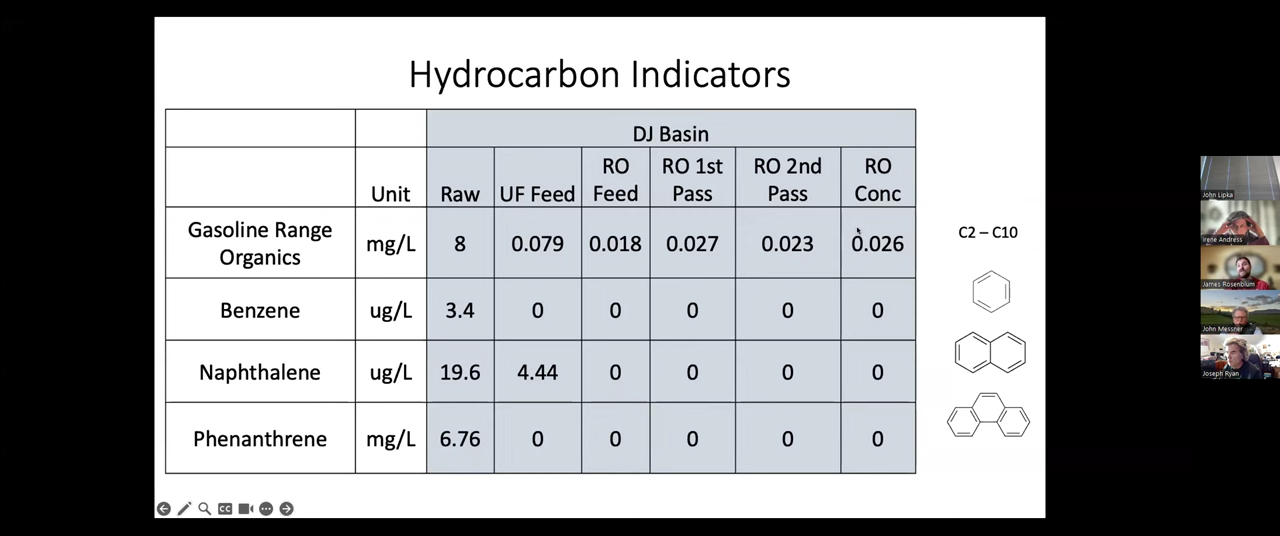 Hydrocarbon Indicators
DJ Basin
Unit Raw UF Feed RO Feed RO 1st Pass RO 2nd Pass RO Conc
Gasoline Range Organics mg/L 8 0.079 0.018 0.027 0.023 0.026
C2 – C10
Benzene ug/L 3.4 0 0 0 0 0
Naphthalene ug/L 19.6 4.44 0 0 0 0
Phenanthrene mg/L 6.76 0 0 0 0 0
CC
John Lipka
Irene Andress
James Rosenblum
John Messner
Joseph Ryan